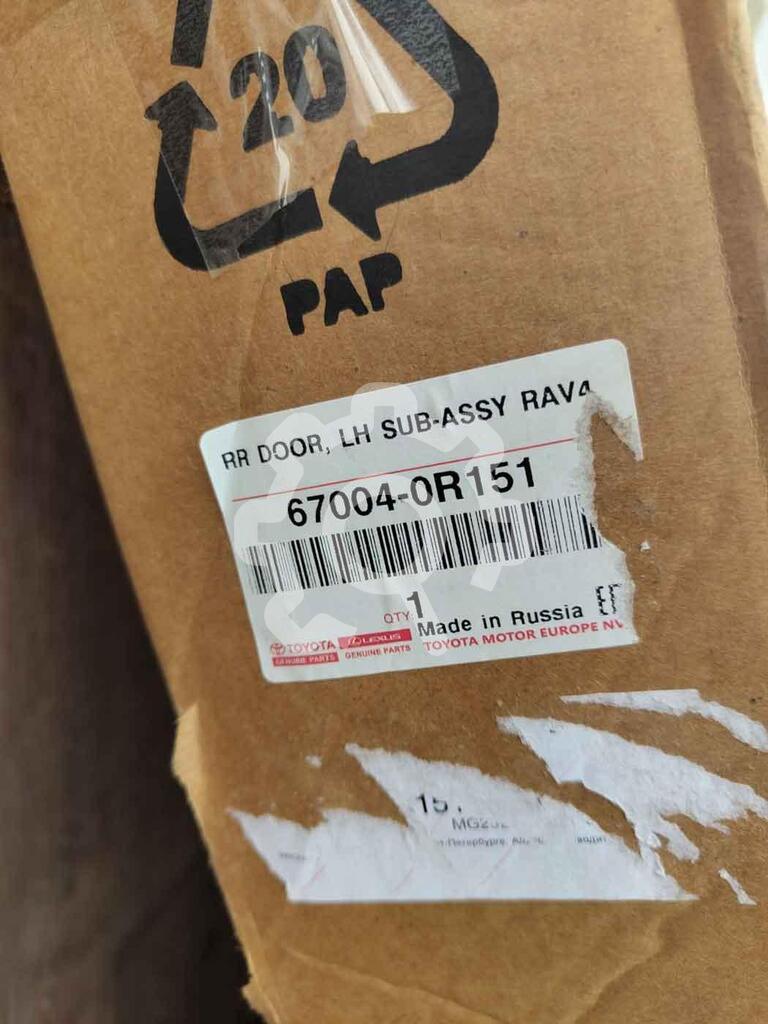 20
PAP
RR DOOR, LH SUB-ASSY RAV4
67004-0R151
QTY 1
Made in Russia
TOYOTA LEXUS
GENUINE PARTS GENUINE PARTS
TOYOTA MOTOR EUROPE NV
15